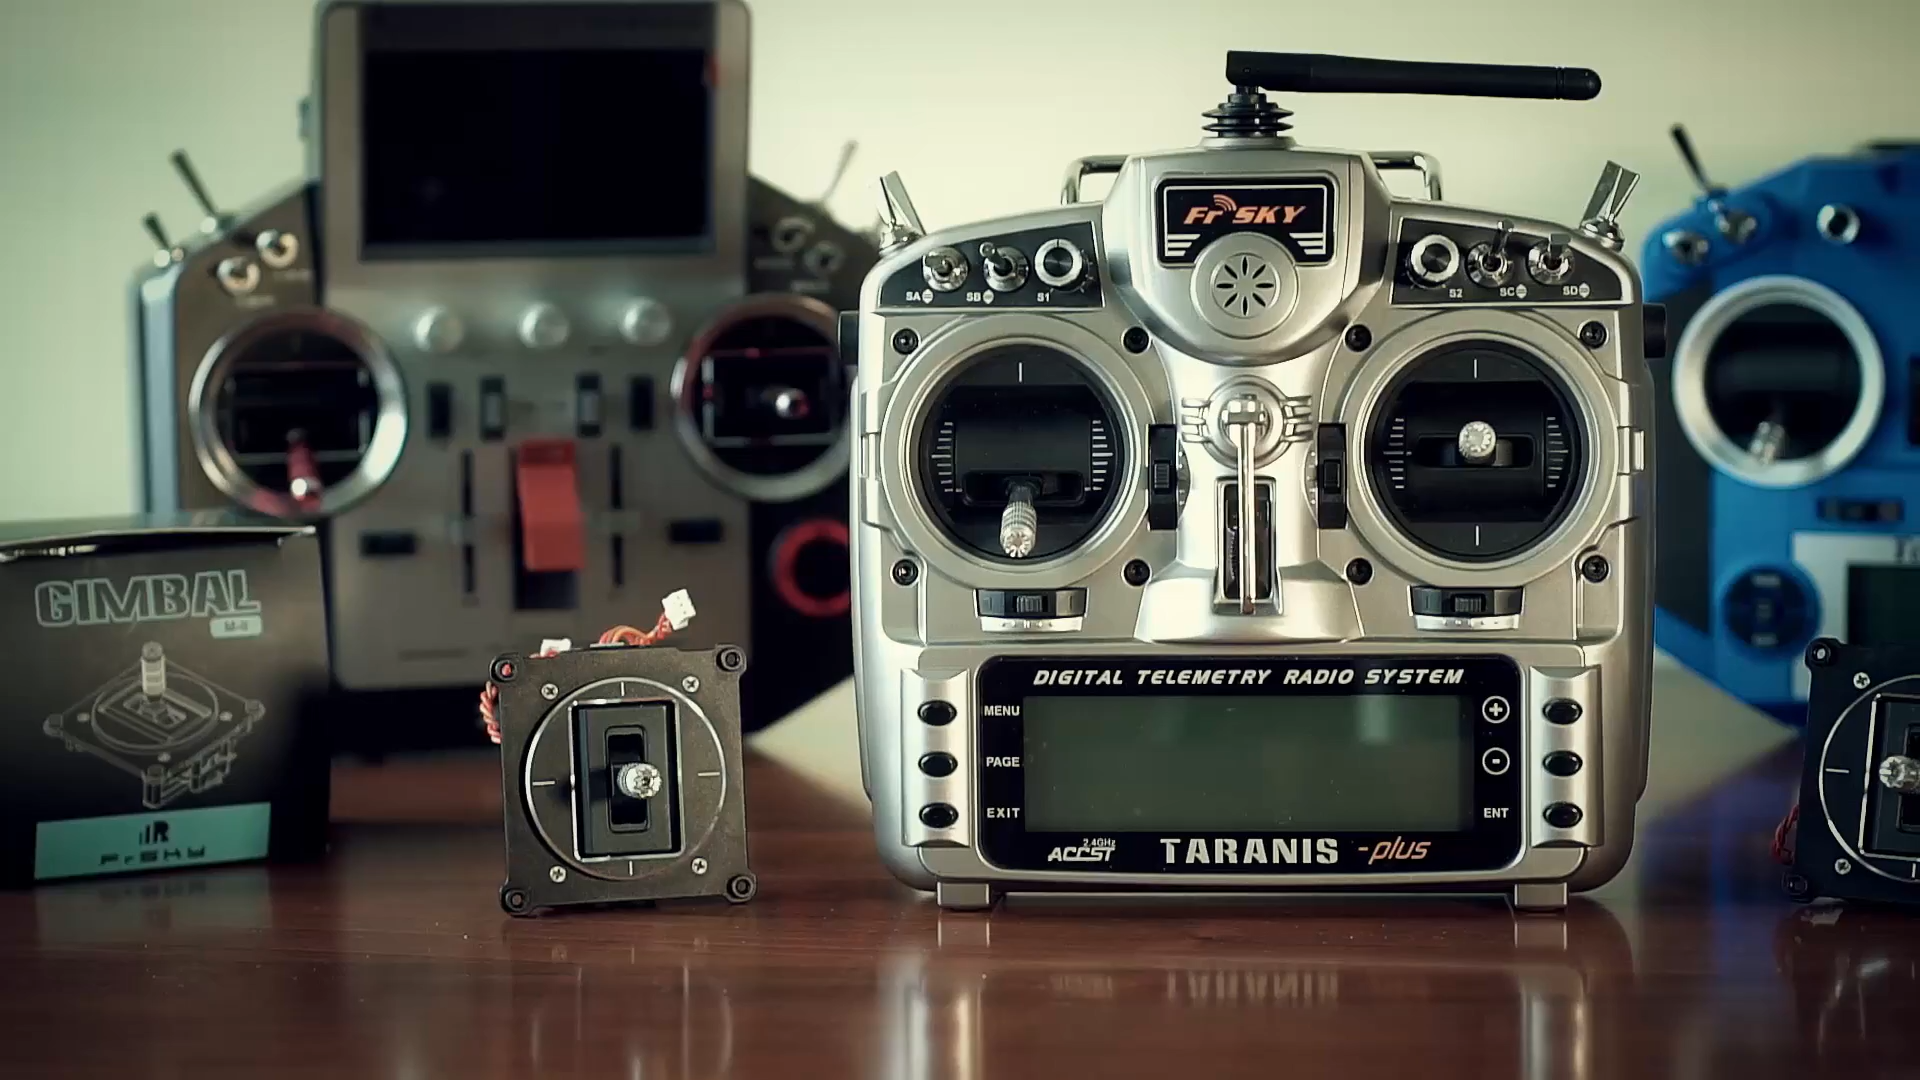 FrSKY
SA
SB
S1
S2
SC
SD
GIMBAL
DIGITAL TELEMETRY RADIO SYSTEM
MENU
PAGE
EXIT
ENT
2.4GHz
ACCST
TARANIS -plus
FrSKY